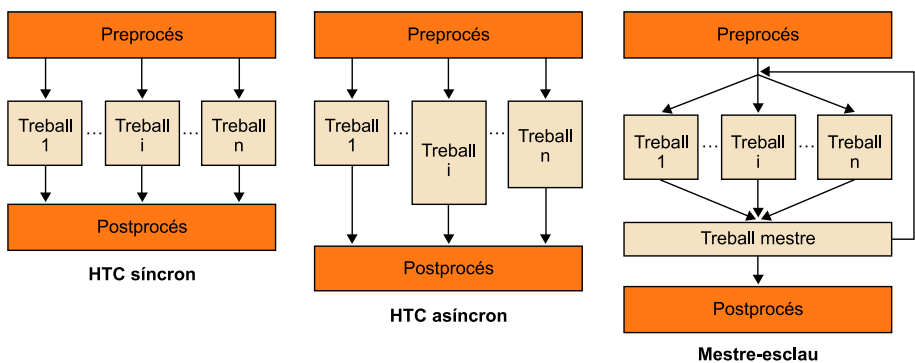 Preprocés
Treball
1
...
Treball
i
...
Treball
n
Postprocés
HTC síncron
Preprocés
Treball
1
...
Treball
i
...
Treball
n
Postprocés
HTC asíncron
Preprocés
Treball
1
...
Treball
i
...
Treball
n
Treball mestre
Postprocés
Mestre-esclau